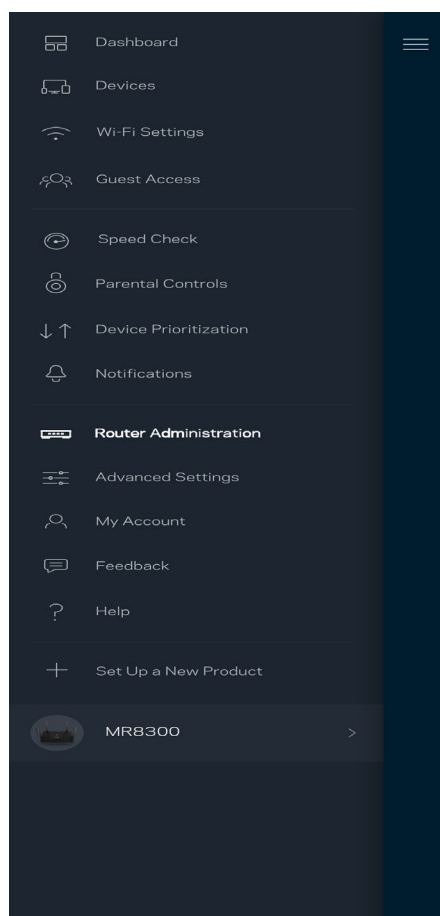 Dashboard
Devices
Wi-Fi Settings
Guest Access
Speed Check
Parental Controls
Device Prioritization
Notifications
Router Administration
Advanced Settings
My Account
Feedback
Help
Set Up a New Product
MR8300